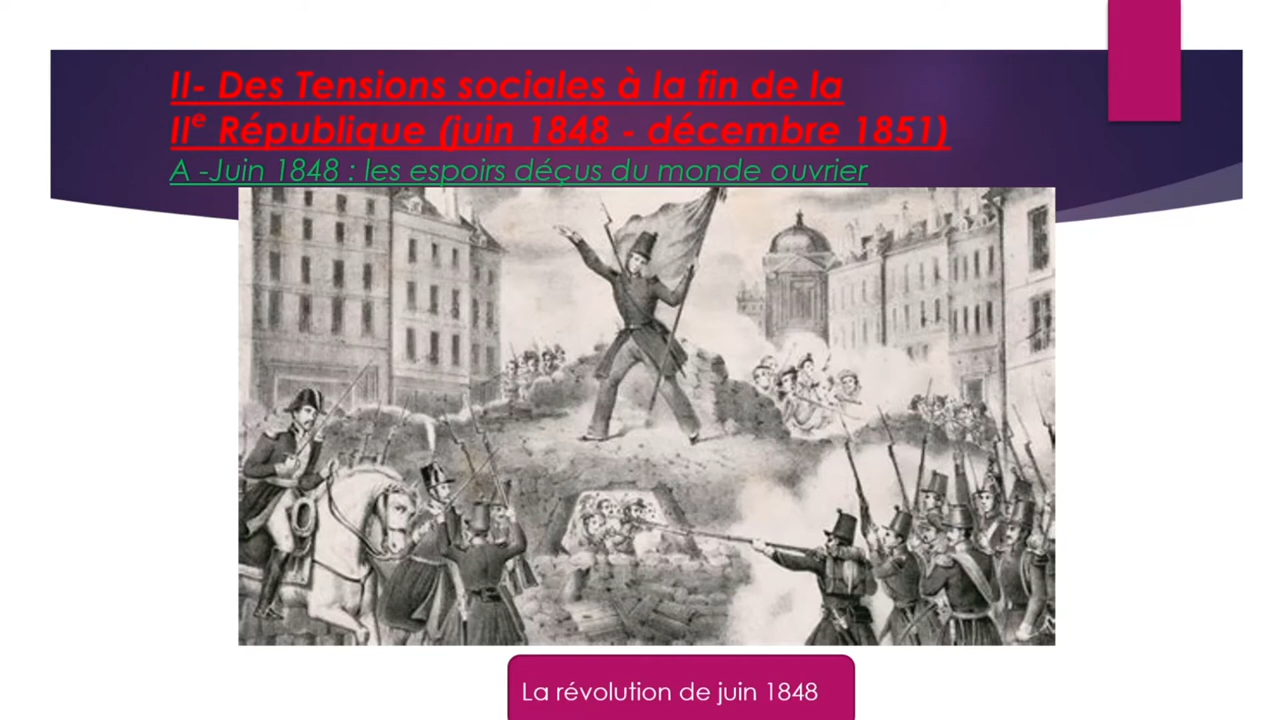 II- Des Tensions sociales à la fin de la
IIe République (juin 1848 - décembre 1851)
A -Juin 1848 : les espoirs déçus du monde ouvrier
La révolution de juin 1848